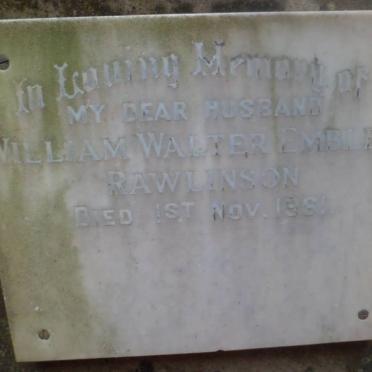 In Loving Memory of
MY DEAR HUSBAND
WILLIAM WALTER
RAWLINSON
DIED 1ST NOV.